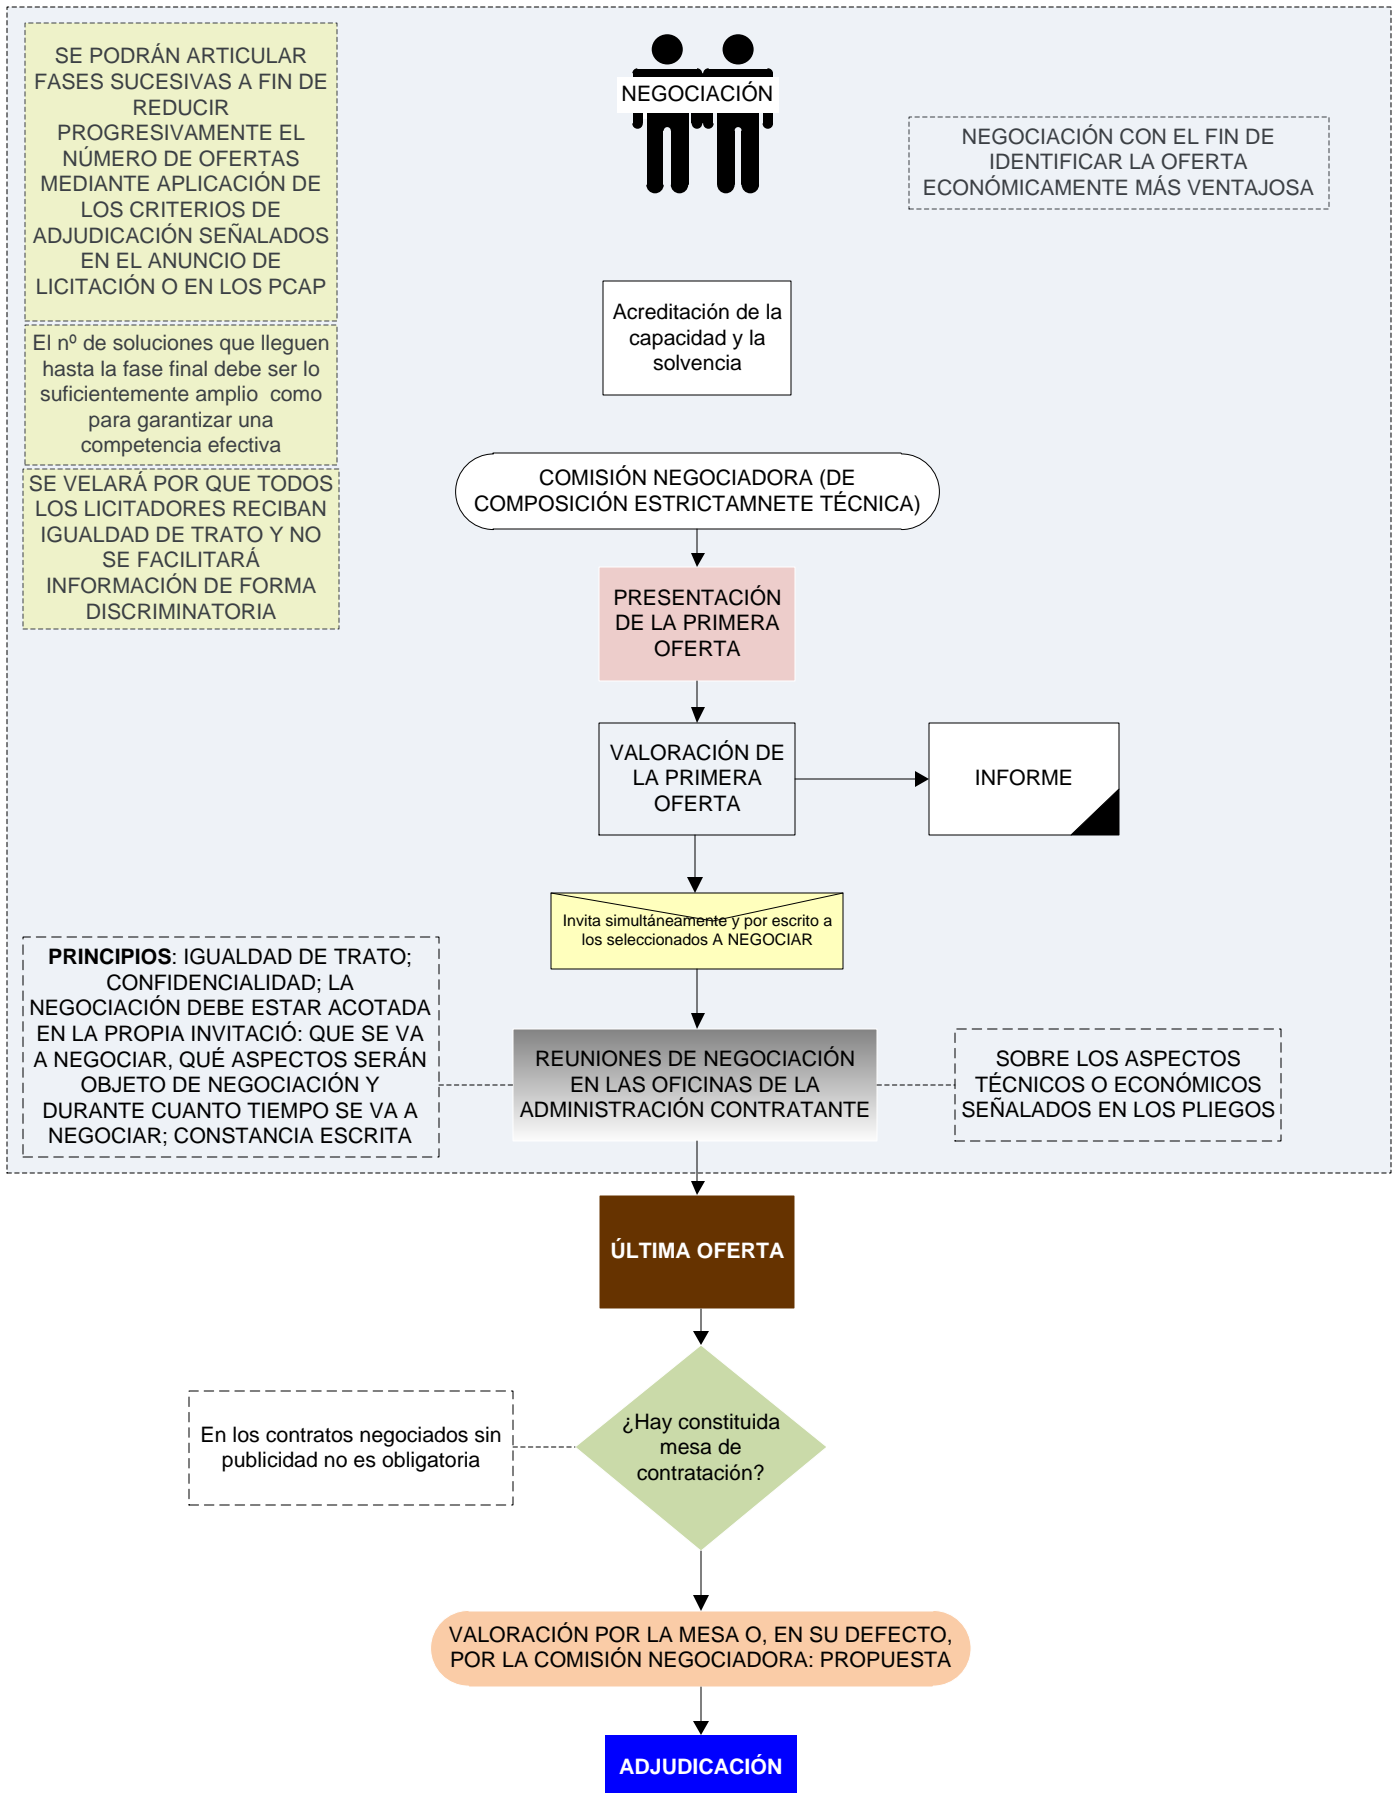 SE PODRÁN ARTICULAR
FASES SUCESIVAS A FIN DE
REDUCIR
PROGRESIVAMENTE EL
NÚMERO DE OFERTAS
MEDIANTE APLICACIÓN DE
LOS CRITERIOS DE
ADJUDICACIÓN SEÑALADOS
EN EL ANUNCIO DE
LICITACIÓN O EN LOS PCAP
El nº de soluciones que lleguen
hasta la fase final debe ser lo
suficientemente amplio  como
para garantizar una
competencia efectiva
SE VELARÁ POR QUE TODOS
LOS LICITADORES RECIBAN
IGUALDAD DE TRATO Y NO
SE FACILITARÁ
INFORMACIÓN DE FORMA
DISCRIMINATORIA
NEGOCIACIÓN
NEGOCIACIÓN CON EL FIN DE
IDENTIFICAR LA OFERTA
ECONÓMICAMENTE MÁS VENTAJOSA
Acreditación de la
capacidad y la
solvencia
COMISIÓN NEGOCIADORA (DE
COMPOSICIÓN ESTRICTAMNETE TÉCNICA)
PRESENTACIÓN
DE LA PRIMERA
OFERTA
VALORACIÓN DE
LA PRIMERA
OFERTA
INFORME
Invita simultáneamente y por escrito a
los seleccionados A NEGOCIAR
PRINCIPIOS: IGUALDAD DE TRATO;
CONFIDENCIALIDAD; LA
NEGOCIACIÓN DEBE ESTAR ACOTADA
EN LA PROPIA INVITACIÓ: QUE SE VA
A NEGOCIAR, QUÉ ASPECTOS SERÁN
OBJETO DE NEGOCIACIÓN Y
DURANTE CUANTO TIEMPO SE VA A
NEGOCIAR; CONSTANCIA ESCRITA
REUNIONES DE NEGOCIACIÓN
EN LAS OFICINAS DE LA
ADMINISTRACIÓN CONTRATANTE
SOBRE LOS ASPECTOS
TÉCNICOS O ECONÓMICOS
SEÑALADOS EN LOS PLIEGOS
ÚLTIMA OFERTA
En los contratos negociados sin
publicidad no es obligatoria
¿Hay constituida
mesa de
contratación?
VALORACIÓN POR LA MESA O, EN SU DEFECTO,
POR LA COMISIÓN NEGOCIADORA: PROPUESTA
ADJUDICACIÓN